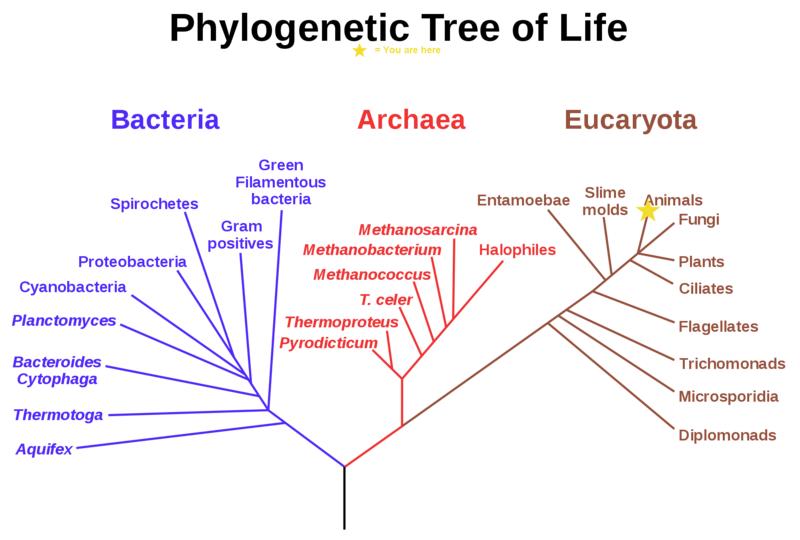 Phylogenetic Tree of Life
= You are here
Bacteria
Archaea
Eucaryota
Green
Filamentous
bacteria
Spirochetes
Gram
positives
Proteobacteria
Cyanobacteria
Planctomyces
Bacteroides
Cytophaga
Thermotoga
Aquifex
Methanosarcina
Methanobacterium
Halophiles
Methanococcus
T. celer
Thermoproteus
Pyrodicticum
Entamoebae
Slime
molds
Animals
Fungi
Plants
Ciliates
Flagellates
Trichomonads
Microsporidia
Diplomonads